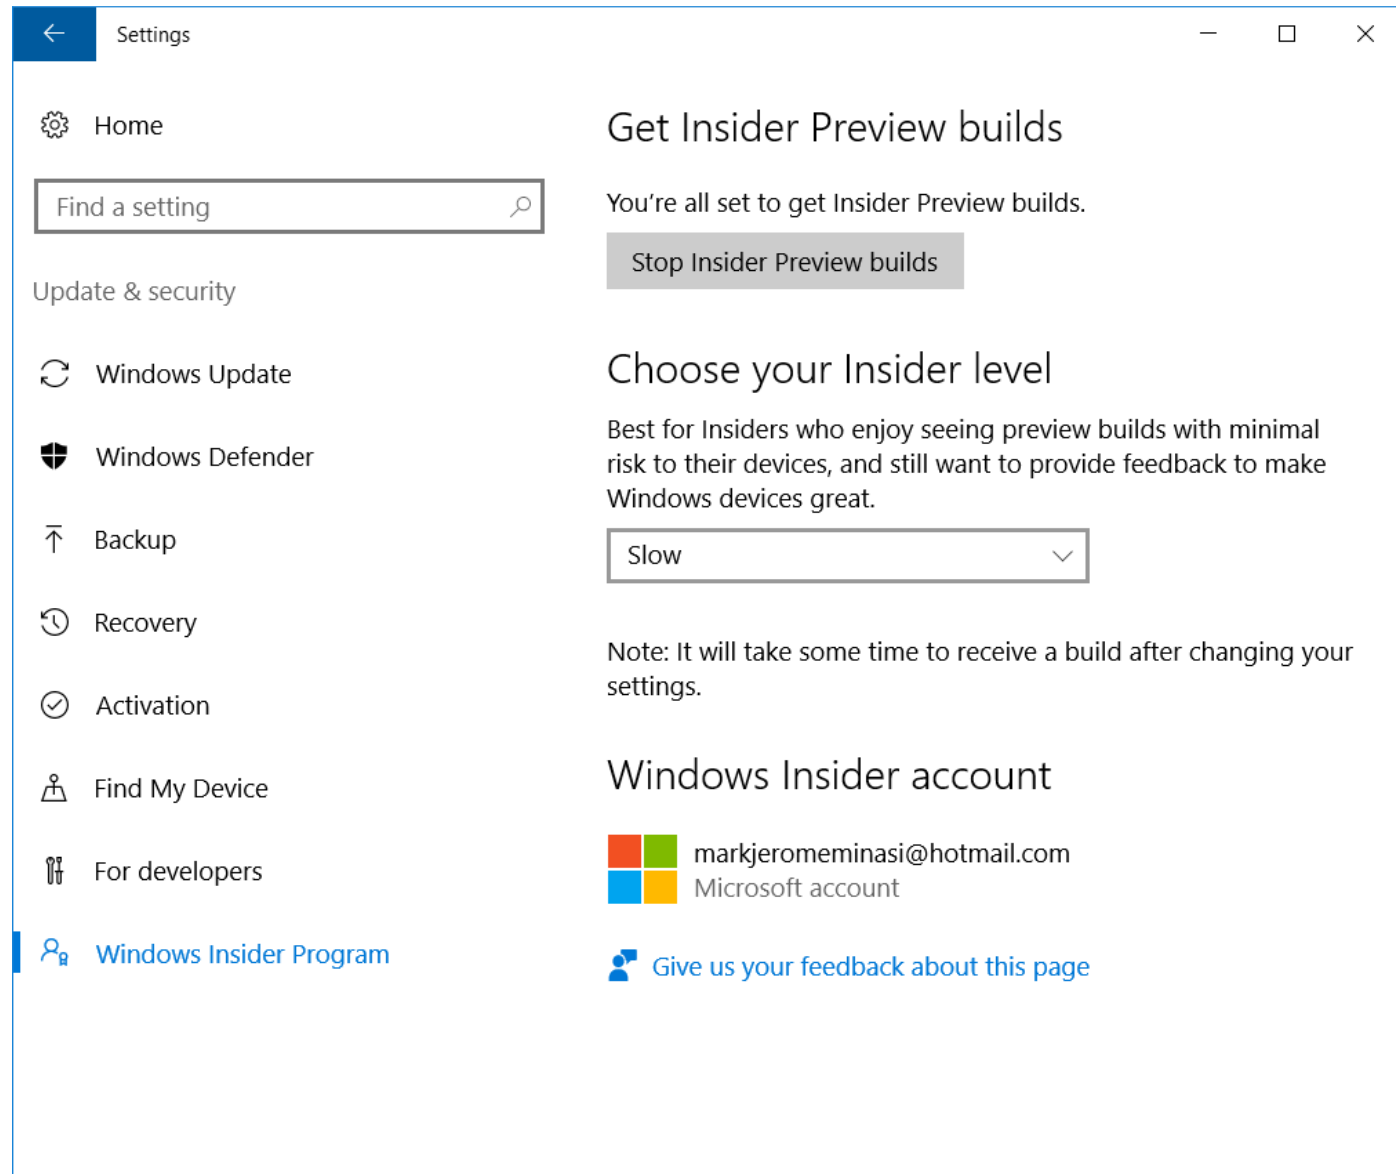 Settings
Home
Find a setting
Update & security
Windows Update
Windows Defender
Backup
Recovery
Activation
Find My Device
For developers
Windows Insider Program
Get Insider Preview builds
You're all set to get Insider Preview builds.
Stop Insider Preview builds
Choose your Insider level
Best for Insiders who enjoy seeing preview builds with minimal
risk to their devices, and still want to provide feedback to make
Windows devices great.
Slow
Note: It will take some time to receive a build after changing your
settings.
Windows Insider account
markjeromeminasi@hotmail.com
Microsoft account
Give us your feedback about this page